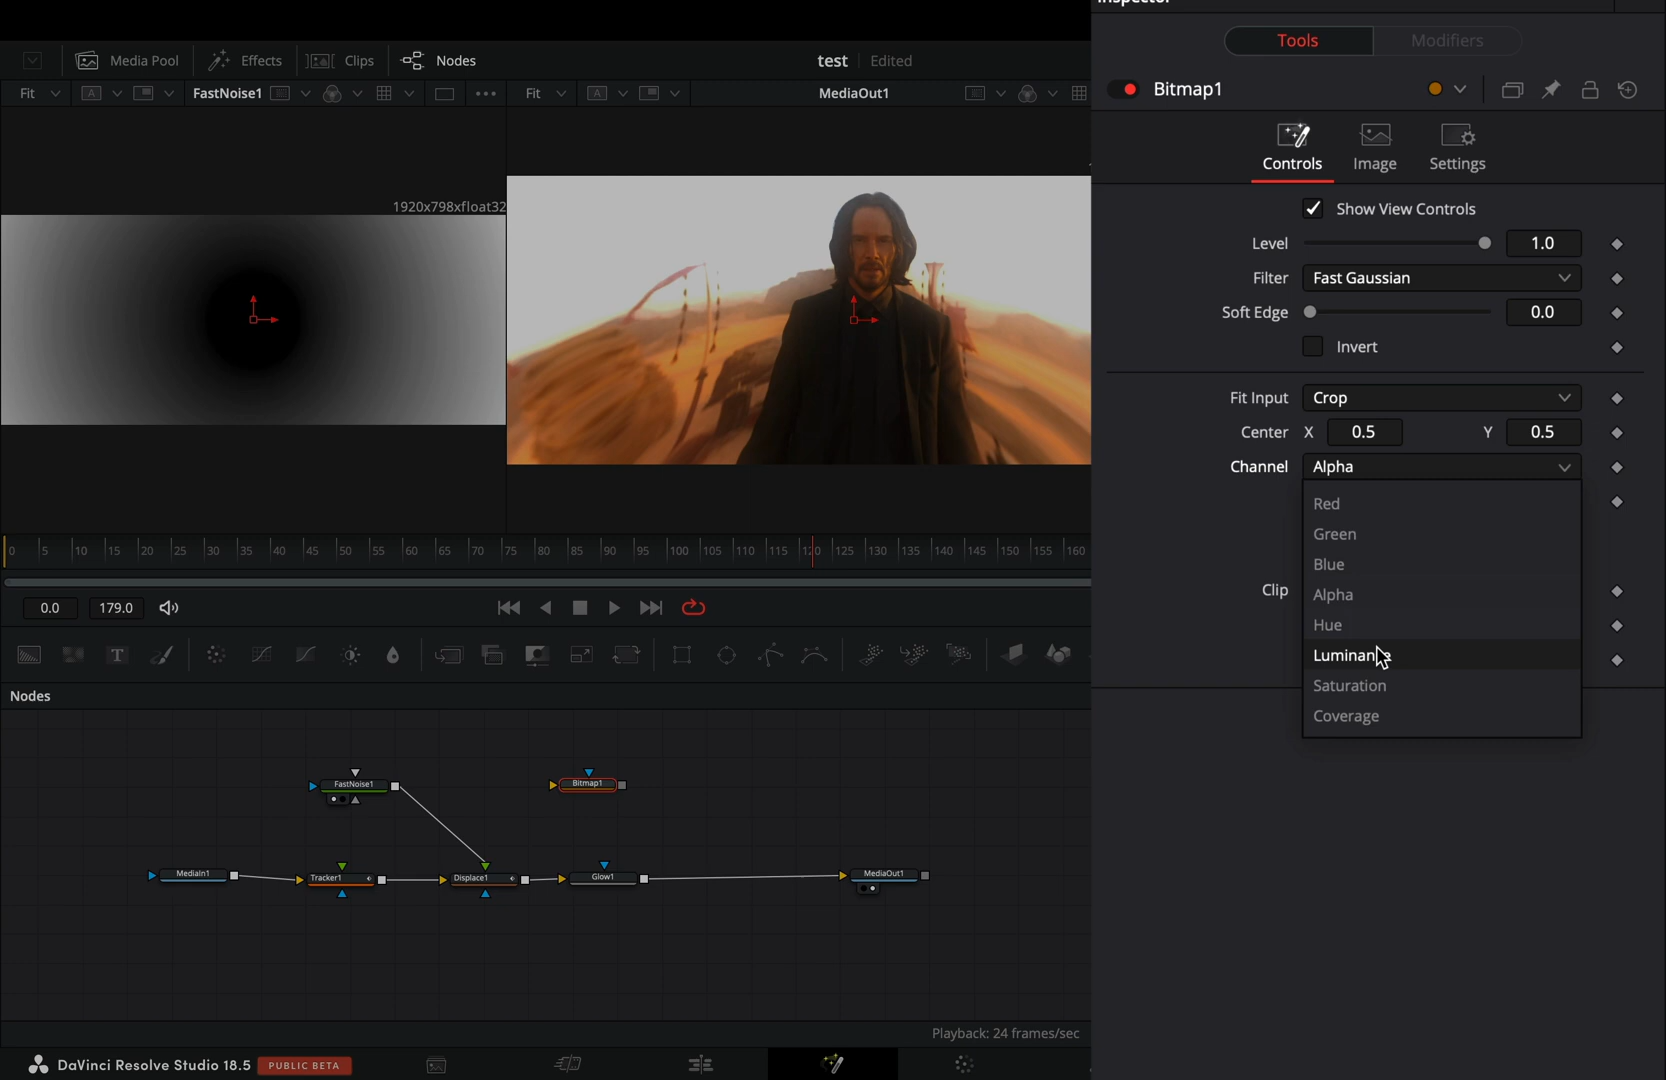 Inspector
Media Pool Effects Clips Nodes test Edited
Tools Modifiers
Fit A FastNoise1 Fit A MediaOut1
Bitmap1
Controls Image Settings
1920x798xfloat32
Show View Controls
Level 1.0
Filter Fast Gaussian
Soft Edge 0.0
Invert
Fit Input Crop
Center X 0.5 Y 0.5
Channel Alpha
Red
Green
Blue
Alpha
Hue
Luminance
Saturation
Coverage
Clip
0 5 10 15 20 25 30 35 40 45 50 55 60 65 70 75 80 85 90 95 100 105 110 115 120 125 130 135 140 145 150 155 160
0.0 179.0
T
Nodes
FastNoise1 Bitmap1
MediaIn1 Tracker1 Displace1 Glow1 MediaOut1
Playback: 24 frames/sec
DaVinci Resolve Studio 18.5 PUBLIC BETA